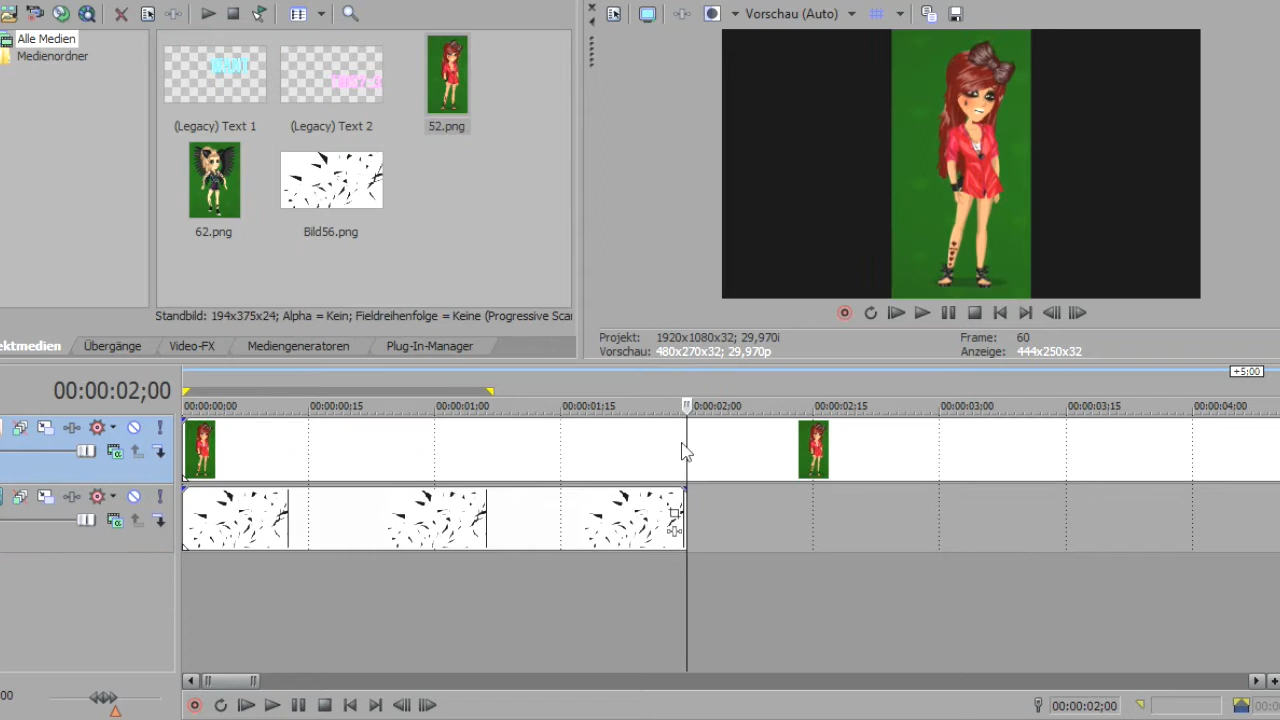 Vorschau (Auto)
Alle Medien
Medienordner
(Legacy) Text 1
(Legacy) Text 2
52.png
62.png
Bild56.png
Standbild: 194x375x24; Alpha = Kein; Fieldreihenfolge = Keine (Progressive Scar
ektmedien
Übergänge
Video-FX
Mediengeneratoren
Plug-In-Manager
Projekt: 1920x1080x32; 29,970i
Frame: 60
Vorschau: 480x270x32; 29,970p
Anzeige: 444x250x32
+5;00
00:00:02;00
00:00:00;00
00:00:00;15
00:00:01;00
00:00:01;15
00:00:02;00
00:00:02;15
00:00:03;00
00:00:03;15
00:00:04;00
00
00:00:02;00